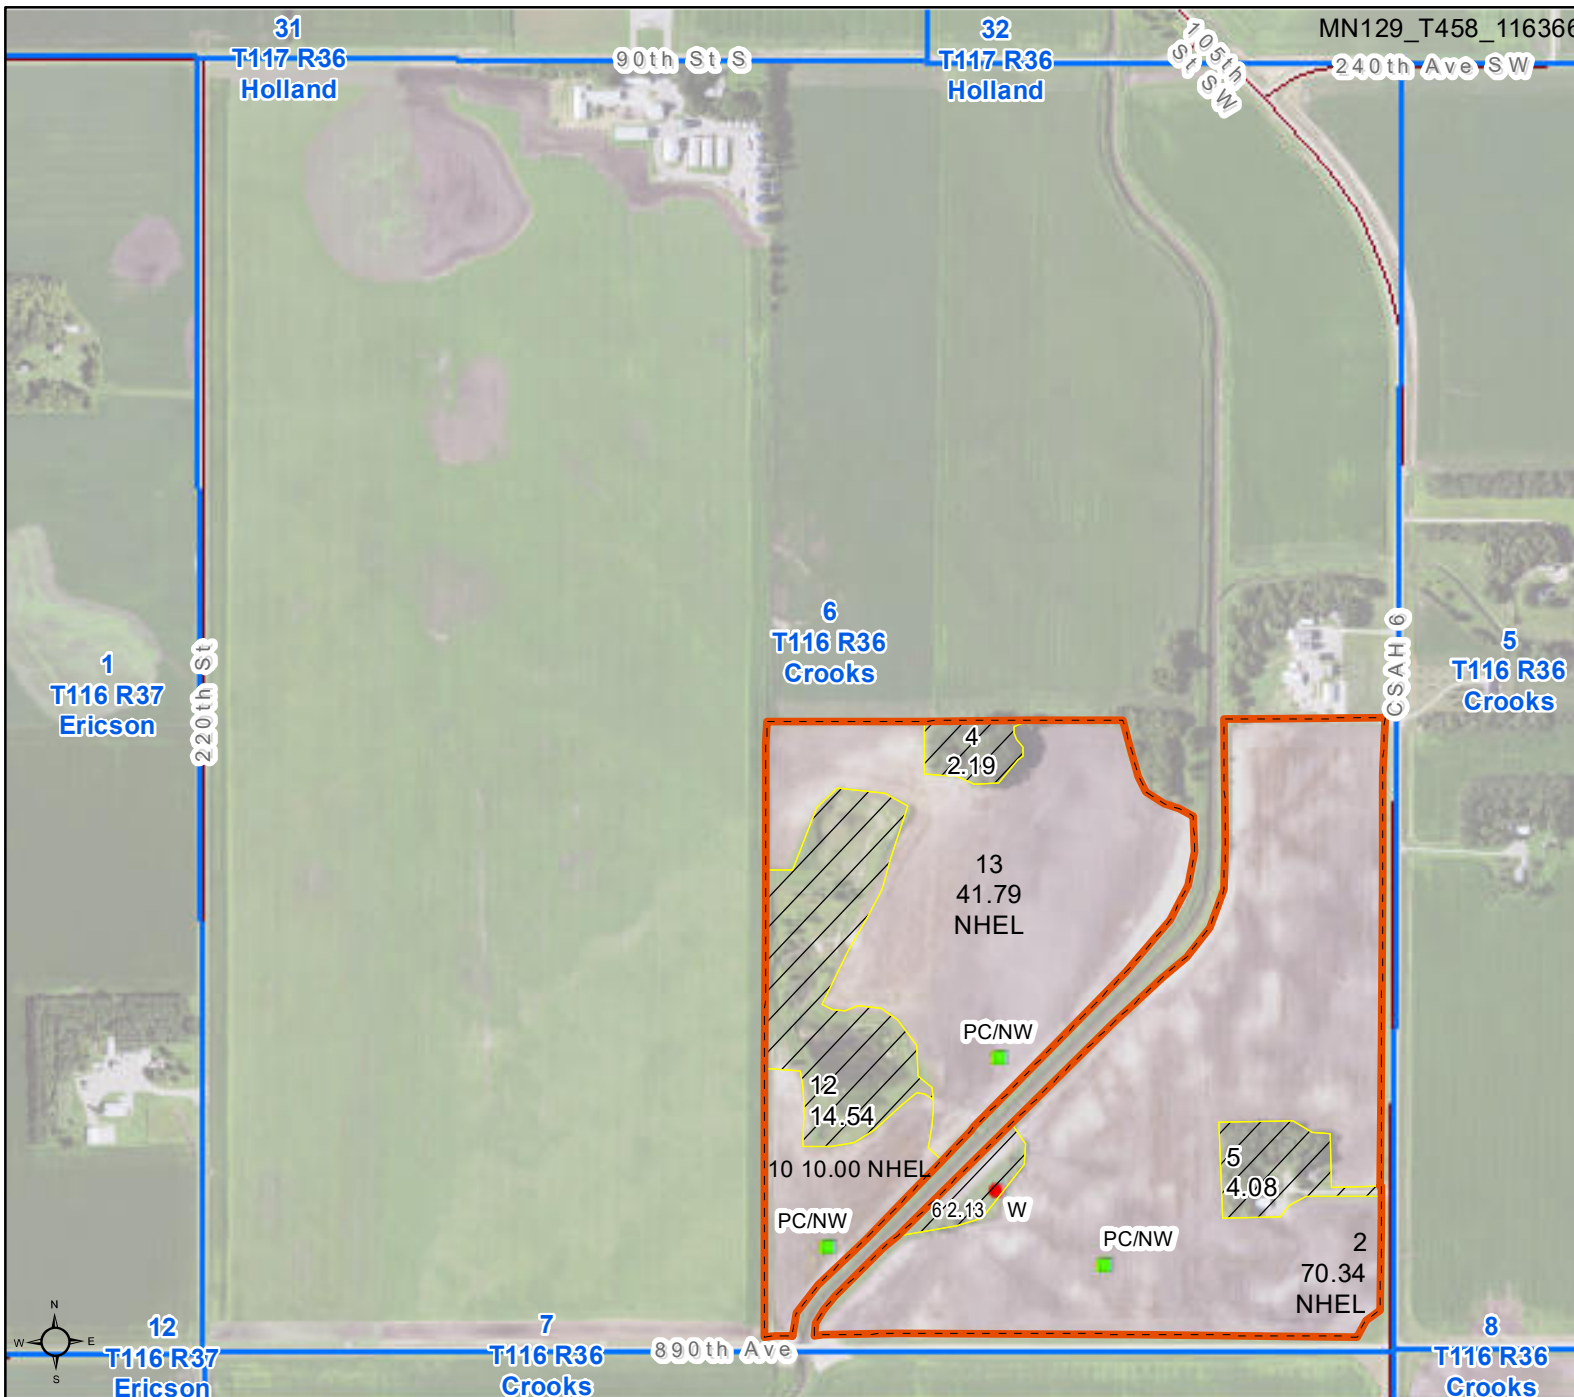 MN129_T458_116366
31
T117 R36
Holland
32
T117 R36
Holland
90th St S
105th
St SW
240th Ave SW
6
T116 R36
Crooks
1
T116 R37
Ericson
220th St
CSAH 6
5
T116 R36
Crooks
4
2.19
13
41.79
NHEL
PC/NW
12
14.54
10 10.00 NHEL
6 2.13
W
5
4.08
PC/NW
PC/NW
2
70.34
NHEL
N
W
E
S
12
T116 R37
Ericson
7
T116 R36
Crooks
890th Ave
8
T116 R36
Crooks